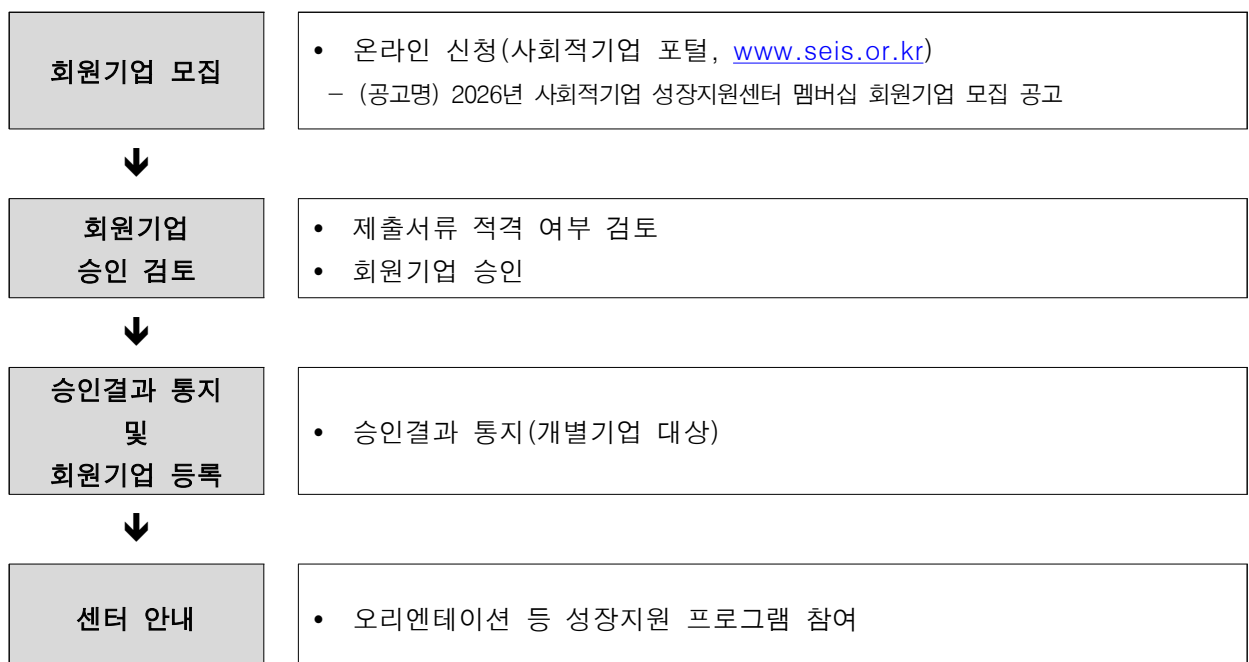 회원기업 모집
• 온라인 신청(사회적기업 포털, www.seis.or.kr)
– (공고명) 2026년 사회적기업 성장지원센터 멤버십 회원기업 모집 공고
회원기업
승인 검토
• 제출서류 적격 여부 검토
• 회원기업 승인
승인결과 통지
및
회원기업 등록
• 승인결과 통지(개별기업 대상)
센터 안내
• 오리엔테이션 등 성장지원 프로그램 참여